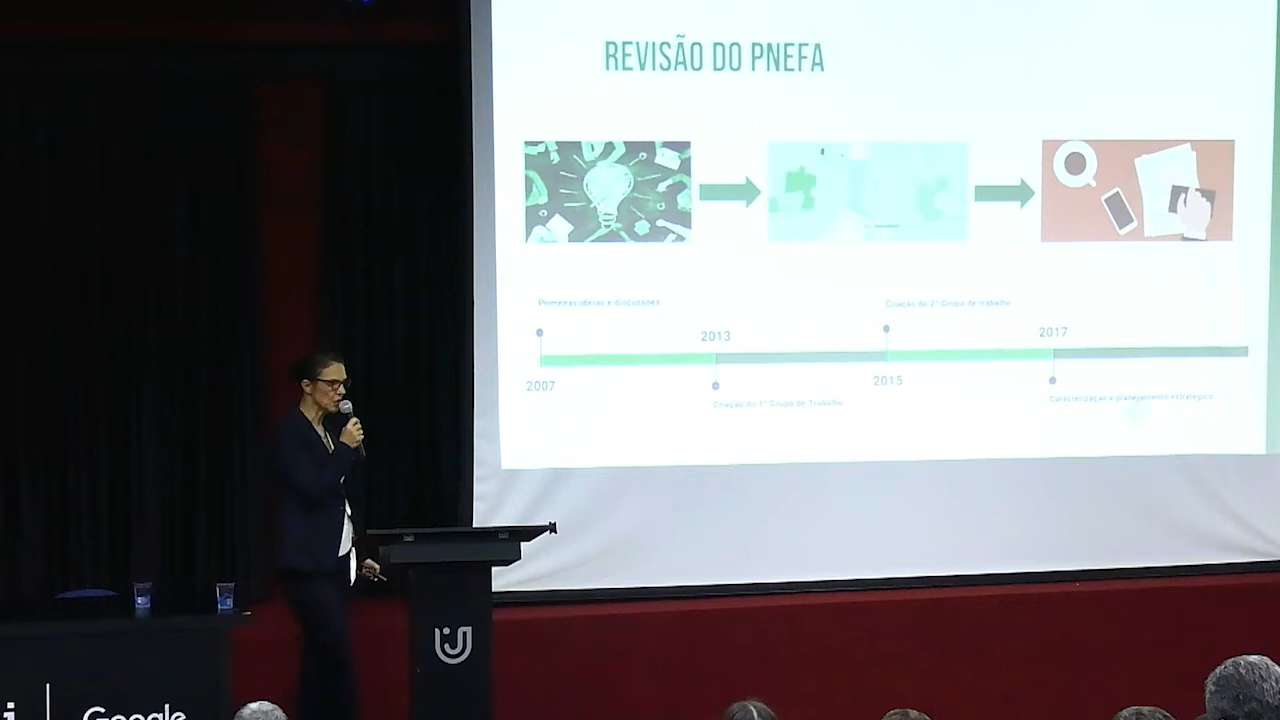 REVISÃO DO PNEFA
Primeiras ideias e discussões
Criação do 2º Grupo de trabalho
2013
2017
2007
2015
Criação do 1º Grupo de Trabalho
Caracterização e planejamento estratégico
Google